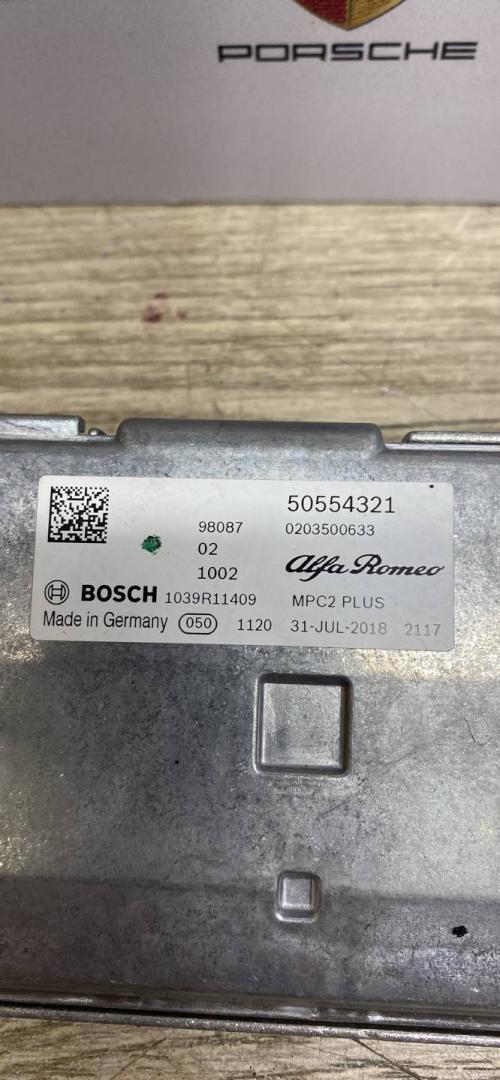 PORSCHE
50554321
98087 0203500633
02
1002 Alfa Romeo
BOSCH 1039R11409 MPC2 PLUS
Made in Germany 050 1120 31-JUL-2018 2117